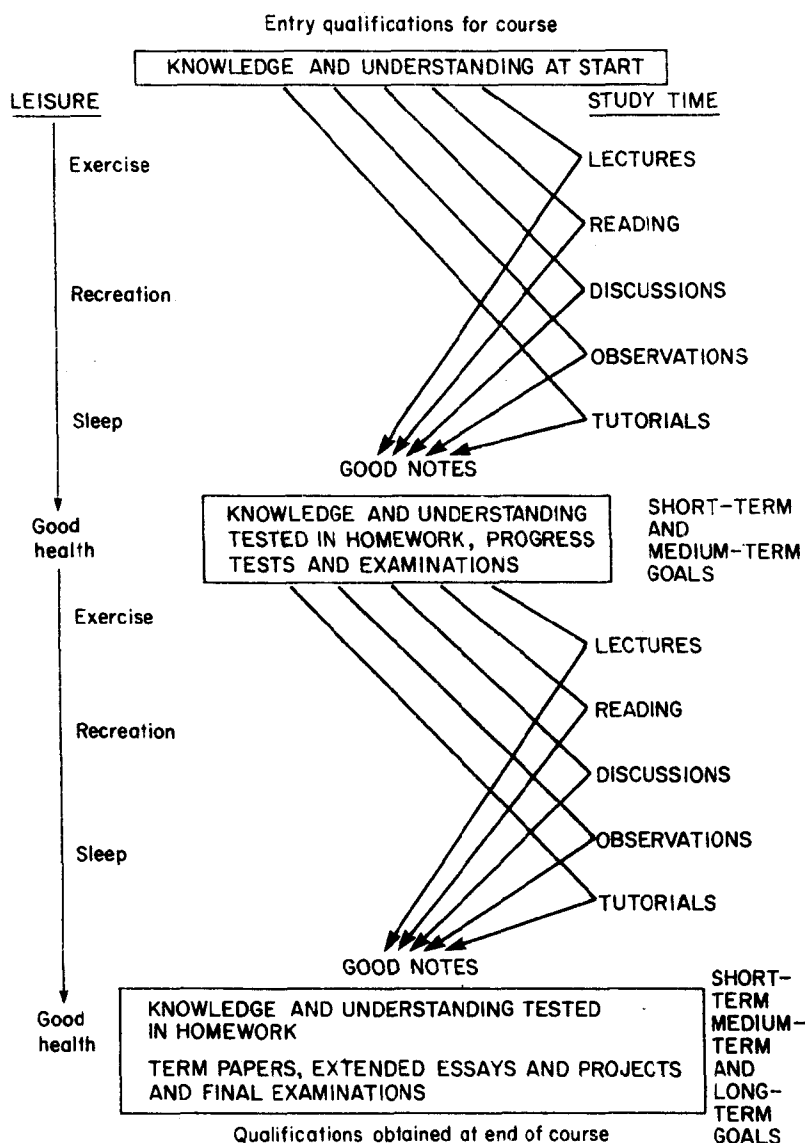 Entry qualifications for course
KNOWLEDGE AND UNDERSTANDING AT START
LEISURE
STUDY TIME
Exercise
LECTURES
READING
Recreation
DISCUSSIONS
OBSERVATIONS
Sleep
TUTORIALS
GOOD NOTES
Good
health
KNOWLEDGE AND UNDERSTANDING
TESTED IN HOMEWORK, PROGRESS
TESTS AND EXAMINATIONS
SHORT-TERM
AND
MEDIUM-TERM
GOALS
Exercise
LECTURES
READING
Recreation
DISCUSSIONS
OBSERVATIONS
Sleep
TUTORIALS
GOOD NOTES
Good
health
KNOWLEDGE AND UNDERSTANDING TESTED
IN HOMEWORK
TERM PAPERS, EXTENDED ESSAYS AND PROJECTS
AND FINAL EXAMINATIONS
SHORT-
TERM
MEDIUM-
TERM
AND
LONG-
TERM
GOALS
Qualifications obtained at end of course